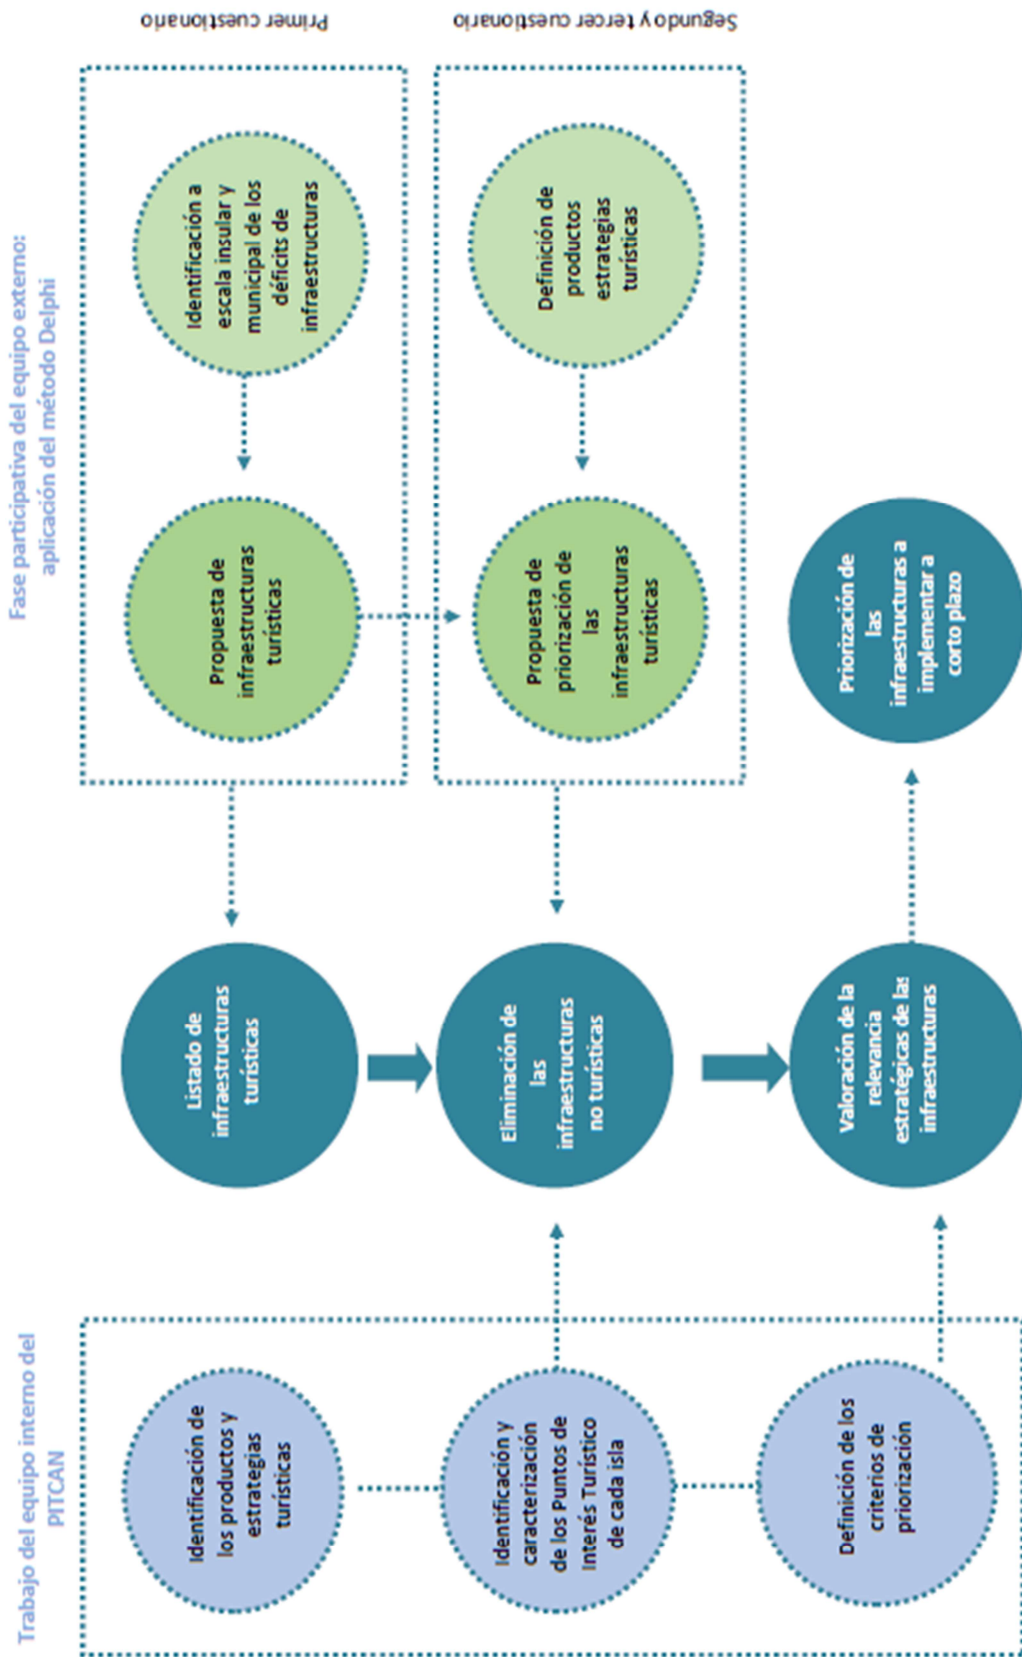 Trabajo del equipo interno del
PITCAN
Identificación de
los productos y
estrategias
turísticas
Identificación y
caracterización
de los Puntos de
Interés Turístico
de cada isla
Definición de los
criterios de
priorización
Listado de
infraestructuras
turísticas
Eliminación de
las
infraestructuras
no turísticas
Valoración de la
relevancia
estratégicas de las
infraestructuras
Fase participativa del equipo externo:
aplicación del método Delphi
Propuesta de
infraestructuras
turísticas
Identificación a
escala insular y
municipal de los
déficits de
infraestructuras
Primer cuestionario
Propuesta de
priorización de
las
infraestructuras
turísticas
Definición de
productos
estrategias
turísticas
Segundo y tercer cuestionario
Priorización de
las
infraestructuras a
implementar a
corto plazo